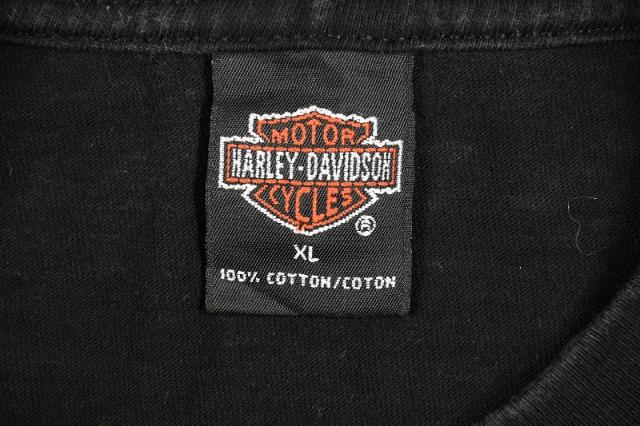 MOTOR
HARLEY-DAVIDSON
CYCLES
®
XL
100% COTTON/COTON